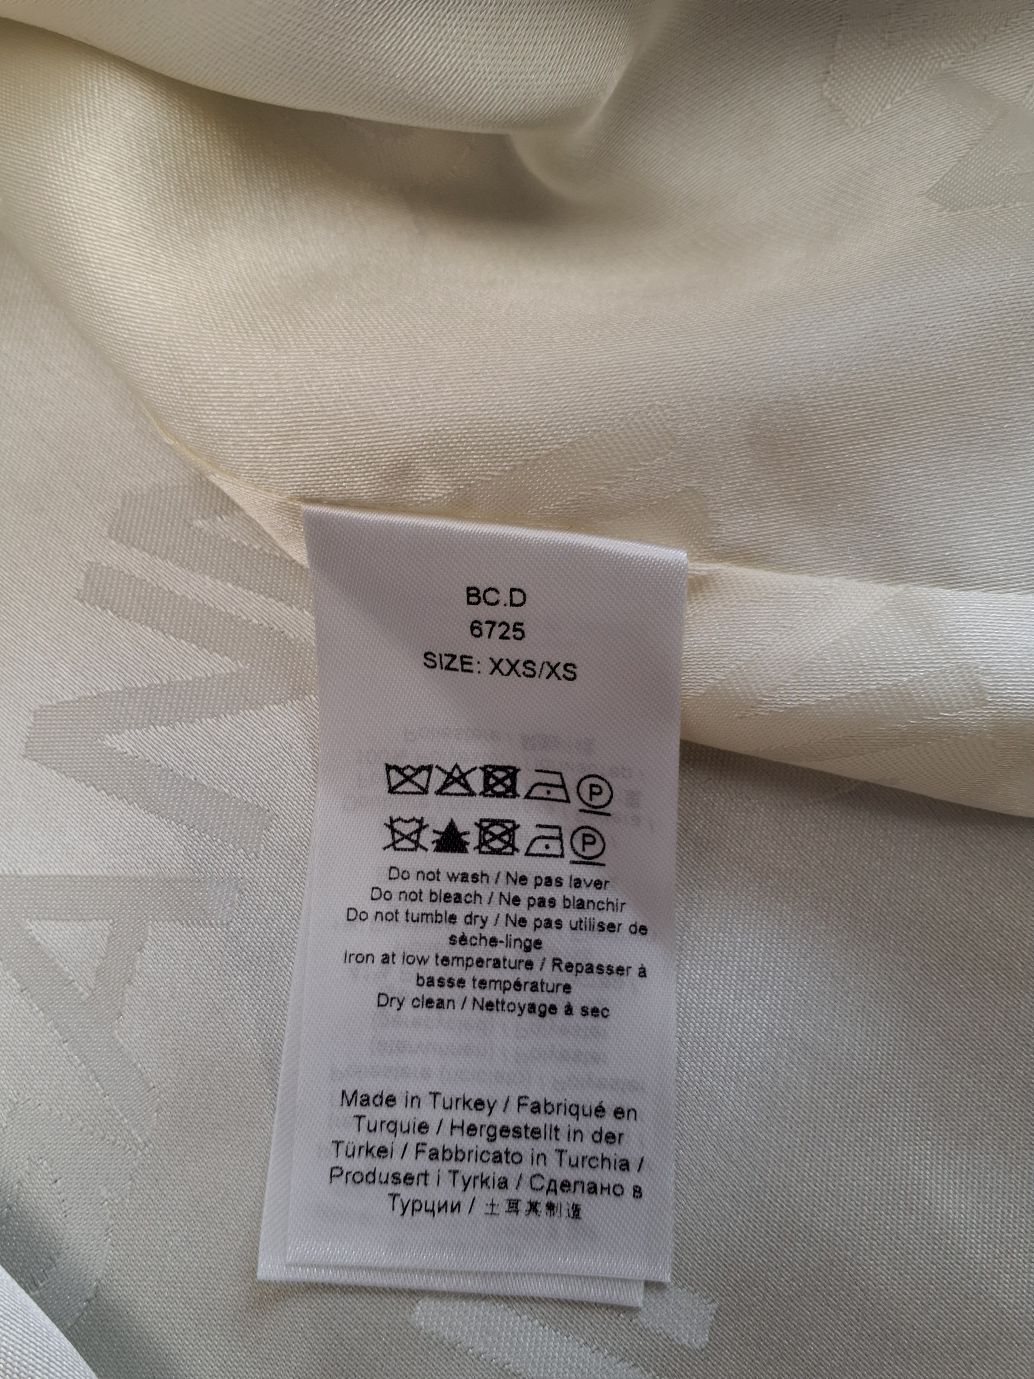 BC.D
6725
SIZE: XXS/XS
P
P
Do not wash / Ne pas laver
Do not bleach / Ne pas blanchir
Do not tumble dry / Ne pas utiliser de
sèche-linge
Iron at low temperature / Repasser à
basse température
Dry clean / Nettoyage à sec
Made in Turkey / Fabriqué en
Turquie / Hergestellt in der
Türkei / Fabbricato in Turchia /
Produsert i Tyrkia / Сделано в
Турции / 土耳其制造